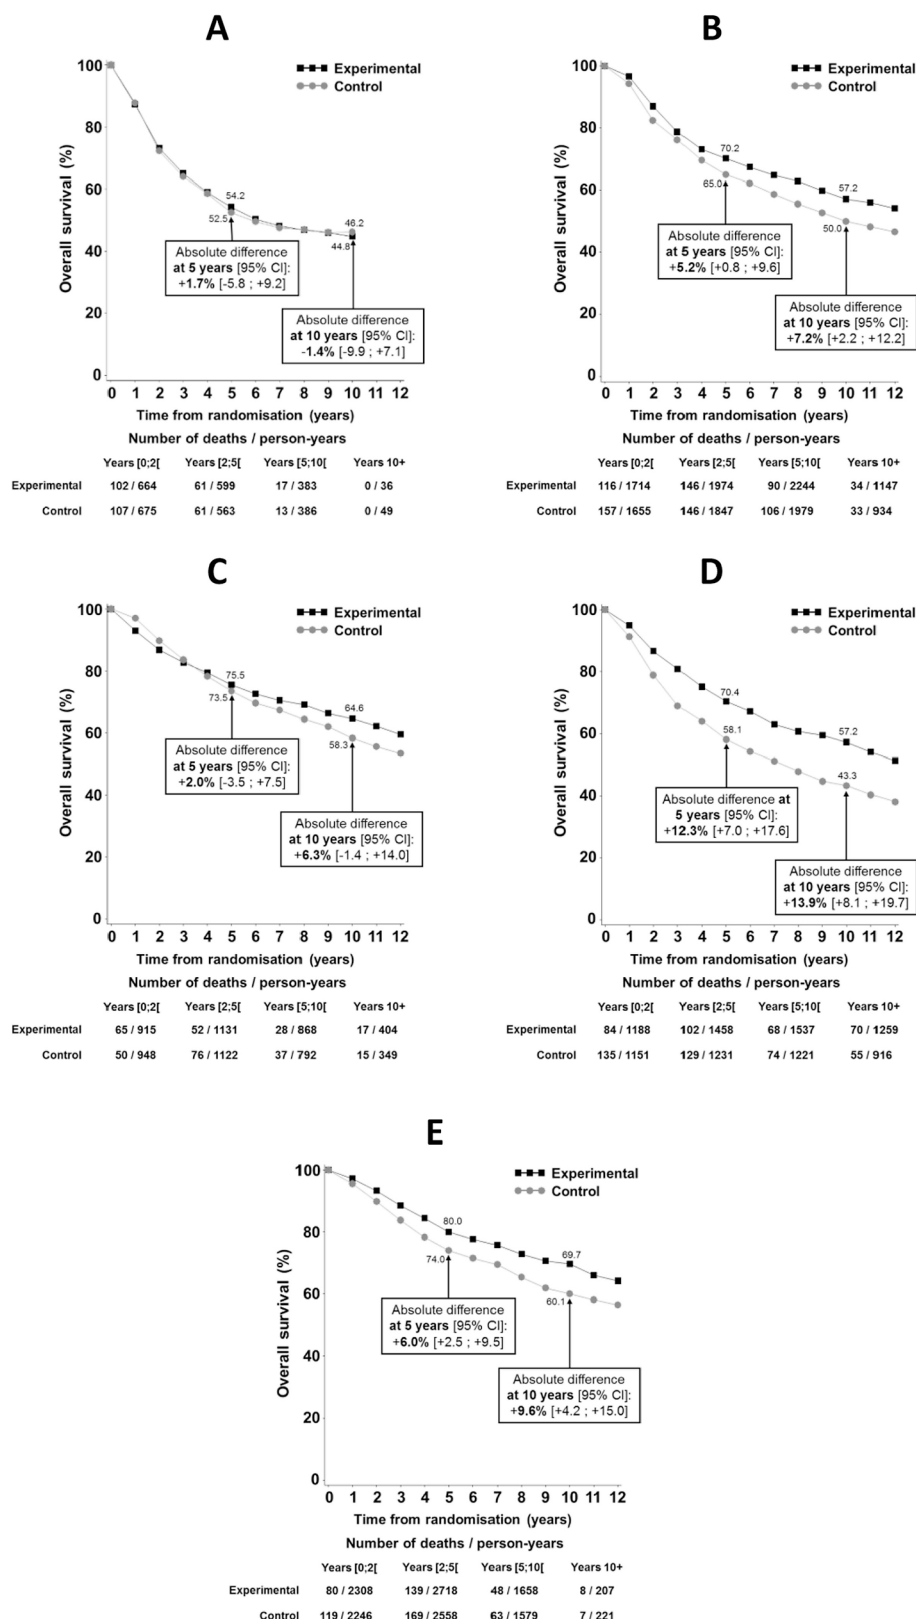 A
Experimental
Control
Overall survival (%)
100
80
60
40
20
0
54.2
52.5
46.2
44.8
Absolute difference
at 5 years [95% CI]:
+1.7% [-5.8 ; +9.2]
Absolute difference
at 10 years [95% CI]:
-1.4% [-9.9 ; +7.1]
0 1 2 3 4 5 6 7 8 9 10 11 12
Time from randomisation (years)
Number of deaths / person-years
Years [0;2[ Years [2;5[ Years [5;10[ Years 10+
Experimental 102 / 664 61 / 599 17 / 383 0 / 36
Control 107 / 675 61 / 563 13 / 386 0 / 49
B
Experimental
Control
Overall survival (%)
100
80
60
40
20
0
70.2
65.0
57.2
50.0
Absolute difference
at 5 years [95% CI]:
+5.2% [+0.8 ; +9.6]
Absolute difference
at 10 years [95% CI]:
+7.2% [+2.2 ; +12.2]
0 1 2 3 4 5 6 7 8 9 10 11 12
Time from randomisation (years)
Number of deaths / person-years
Years [0;2[ Years [2;5[ Years [5;10[ Years 10+
Experimental 116 / 1714 146 / 1974 90 / 2244 34 / 1147
Control 157 / 1655 146 / 1847 106 / 1979 33 / 934
C
Experimental
Control
Overall survival (%)
100
80
60
40
20
0
75.5
73.5
64.6
58.3
Absolute difference
at 5 years [95% CI]:
+2.0% [-3.5 ; +7.5]
Absolute difference
at 10 years [95% CI]:
+6.3% [-1.4 ; +14.0]
0 1 2 3 4 5 6 7 8 9 10 11 12
Time from randomisation (years)
Number of deaths / person-years
Years [0;2[ Years [2;5[ Years [5;10[ Years 10+
Experimental 65 / 915 52 / 1131 28 / 868 17 / 404
Control 50 / 948 76 / 1122 37 / 792 15 / 349
D
Experimental
Control
Overall survival (%)
100
80
60
40
20
0
70.4
58.1
57.2
43.3
Absolute difference at
5 years [95% CI]:
+12.3% [+7.0 ; +17.6]
Absolute difference
at 10 years [95% CI]:
+13.9% [+8.1 ; +19.7]
0 1 2 3 4 5 6 7 8 9 10 11 12
Time from randomisation (years)
Number of deaths / person-years
Years [0;2[ Years [2;5[ Years [5;10[ Years 10+
Experimental 84 / 1188 102 / 1458 68 / 1537 70 / 1259
Control 135 / 1151 129 / 1231 74 / 1221 55 / 916
E
Experimental
Control
Overall survival (%)
100
80
60
40
20
0
80.0
74.0
69.7
60.1
Absolute difference
at 5 years [95% CI]:
+6.0% [+2.5 ; +9.5]
Absolute difference
at 10 years [95% CI]:
+9.6% [+4.2 ; +15.0]
0 1 2 3 4 5 6 7 8 9 10 11 12
Time from randomisation (years)
Number of deaths / person-years
Years [0;2[ Years [2;5[ Years [5;10[ Years 10+
Experimental 80 / 2308 139 / 2718 48 / 1658 8 / 207
Control 119 / 2246 169 / 2558 63 / 1579 7 / 221